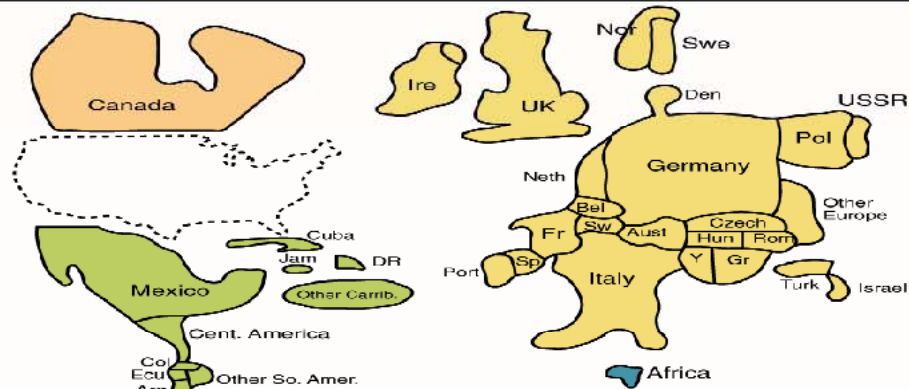 Canada
Ire
UK
Nor
Swe
Den
USSR
Pol
Germany
Neth
Bel
Other
Europe
Czech
Fr
Sw
Aust
Hun
Rom
Sp
Port
Italy
Y
Gr
Turk
Israel
Cuba
Jam
DR
Mexico
Other Carrib.
Cent. America
Col
Ecu
Other So. Amer.
Africa